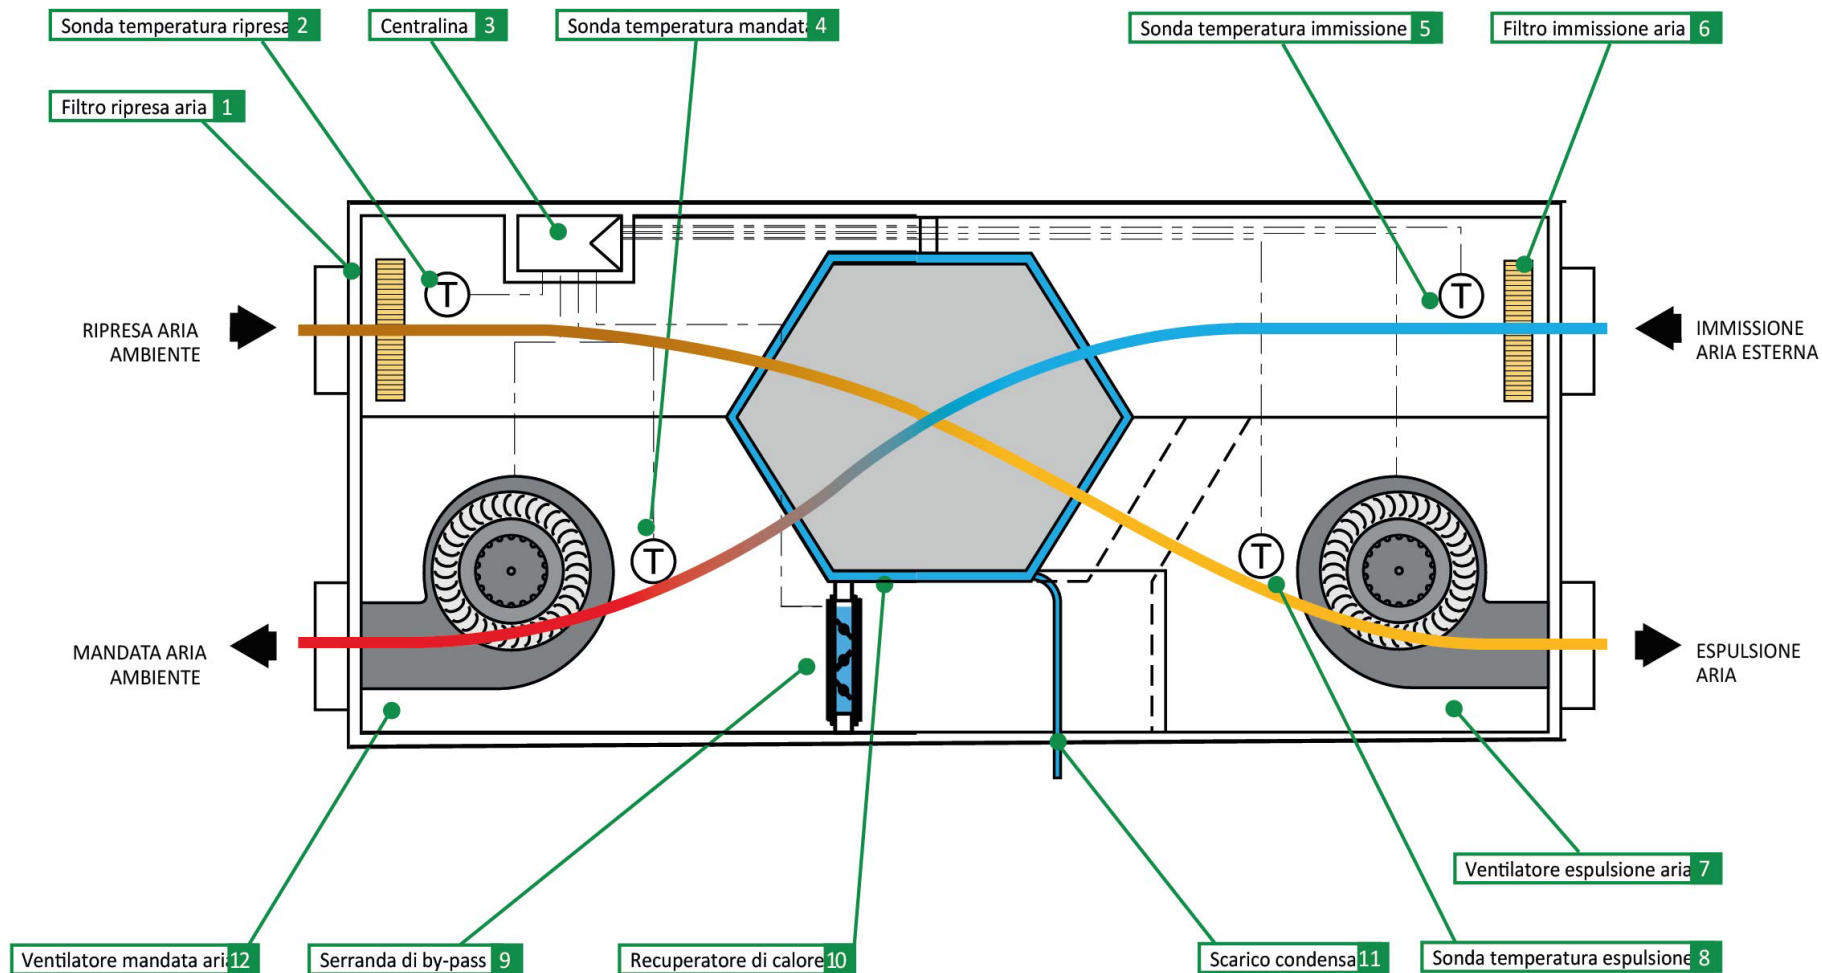 Sonda temperatura ripresa 2
Centralina 3
Sonda temperatura mandata 4
Sonda temperatura immissione 5
Filtro immissione aria 6
Filtro ripresa aria 1
T
T
RIPRESA ARIA
AMBIENTE
IMMISSIONE
ARIA ESTERNA
T
T
MANDATA ARIA
AMBIENTE
ESPULSIONE
ARIA
Ventilatore espulsione aria 7
Ventilatore mandata aria 12
Serranda di by-pass 9
Recuperatore di calore 10
Scarico condensa 11
Sonda temperatura espulsione 8